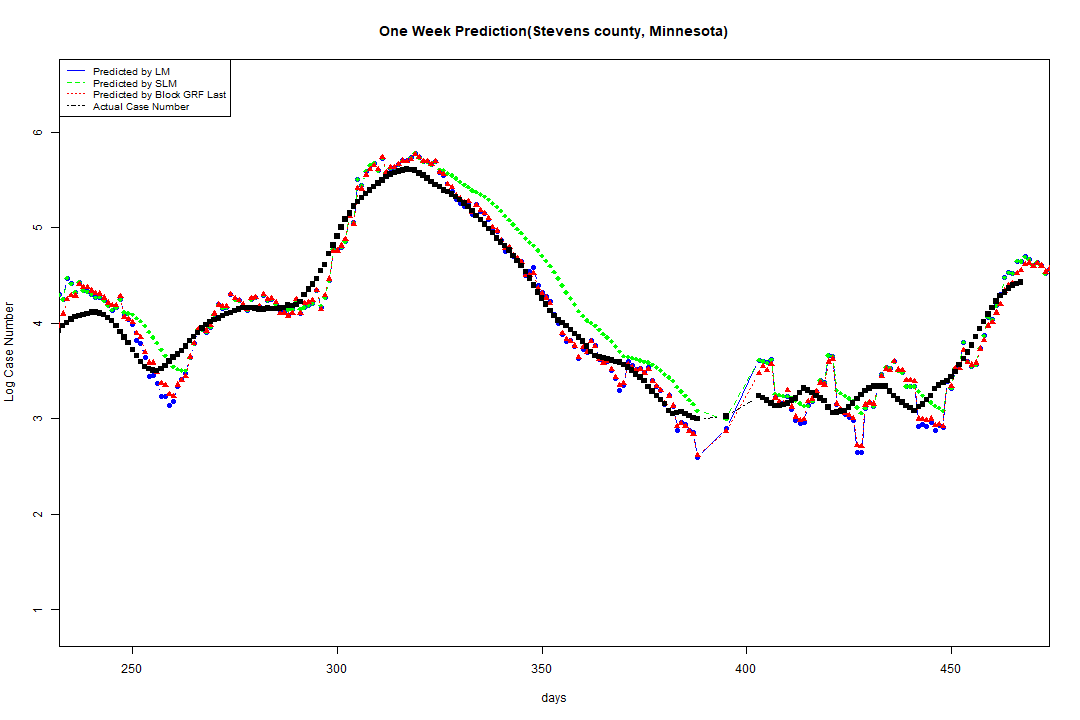 One Week Prediction(Stevens county, Minnesota)
Predicted by LM
Predicted by SLM
Predicted by Block GRF Last
Actual Case Number
6
5
4
3
2
1
Log Case Number
250 300 350 400 450
days